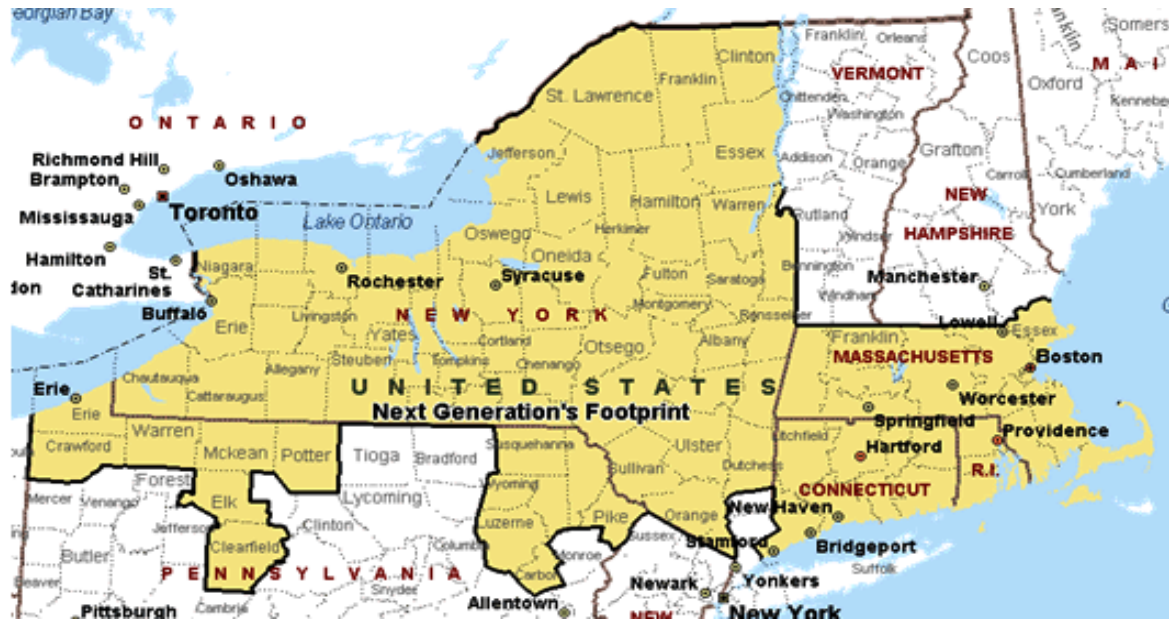 eorgian Bay
Franklin
Orleans
Coos
Somers
Clinton
Franklin
VERMONT
M A I
Oxford
St. Lawrence
Chittenden
Kenneber
Washington
O N T A R I O
Jefferson
Essex
Addison
Orange
Grafton
Richmond Hill
Brampton
Oshawa
Carroll
Cumberland
Lewis
Hamilton
Warren
NEW
York
Mississauga
Toronto
Lake Ontario
Rutland
Oswego
Herkimer
Windsor
HAMPSHIRE
Oneida
Hamilton
St.
Catharines
Niagara
Rochester
Syracuse
Fulton
Saratoga
Bennington
Manchester
don
Buffalo
Livingston
N E W Y O R K
Montgomery
Rensselaer
Windham
Erie
Yates
Cortland
Otsego
Albany
Lowell
Essex
Franklin
Steuben
Tompkins
Chenango
MASSACHUSETTS
Boston
Allegany
Chautauqua
Cattaraugus
U N I T E D S T A T E S
Worcester
Erie
Erie
Next Generation's Footprint
Springfield
Providence
Warren
Susquehanna
Ulster
Litchfield
Hartford
Crawford
Mckean
Potter
Tioga
Bradford
Sullivan
Dutchess
R.I.
Forest
Wyoming
CONNECTICUT
Mercer
Venango
Elk
Lycoming
New Haven
Jefferson
Clinton
Luzerne
Pike
Orange
Butler
Clearfield
Columbia
Monroe
Sussex
Stamford
Bridgeport
Beaver
P E N N S Y L V A N I A
Carbon
Suffolk
Snyder
Newark
Yonkers
Pittsburgh
Cambria
Allentown
NEW
New York